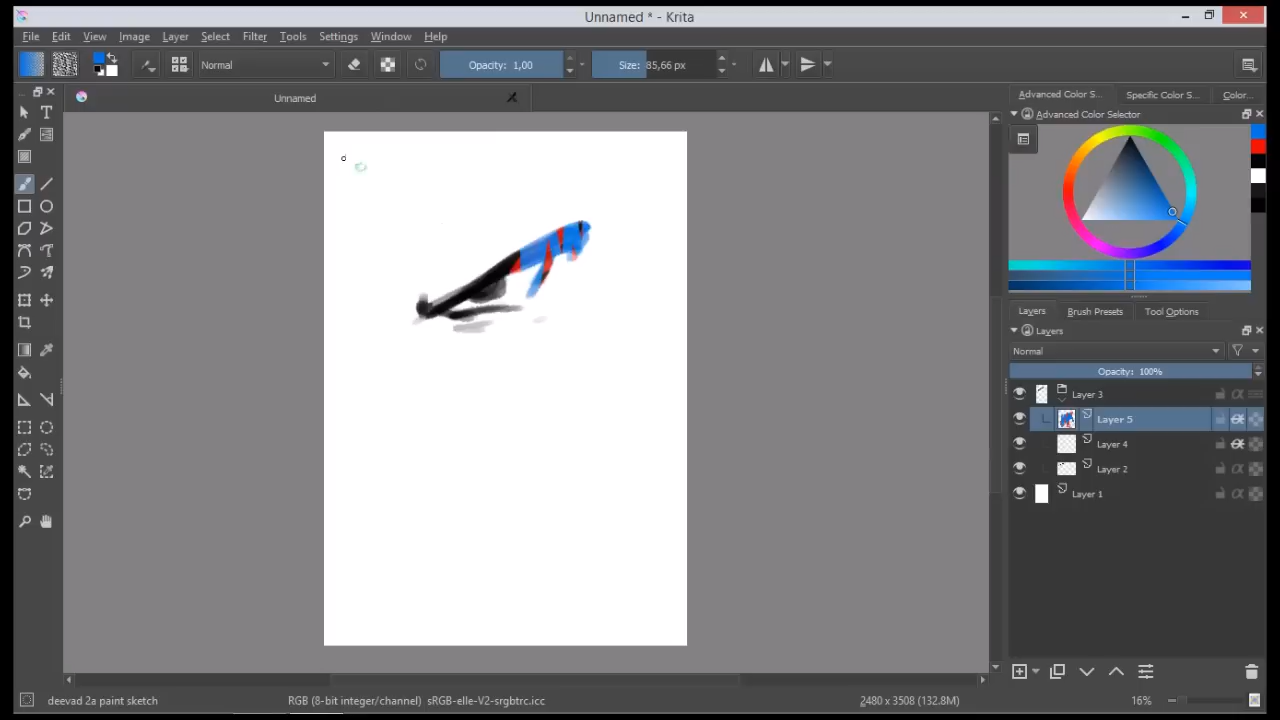 Unnamed * - Krita
File Edit View Image Layer Select Filter Tools Settings Window Help
Normal Opacity: 1,00 Size: 85,66 px
Unnamed
Advanced Color S... Specific Color S... Color...
Advanced Color Selector
Layers Brush Presets Tool Options
Layers
Normal
Opacity: 100%
Layer 3
Layer 5
Layer 4
Layer 2
Layer 1
deevad 2a paint sketch RGB (8-bit integer/channel) sRGB-elle-V2-srgbtrc.icc 2480 x 3508 (132.8M) 16%